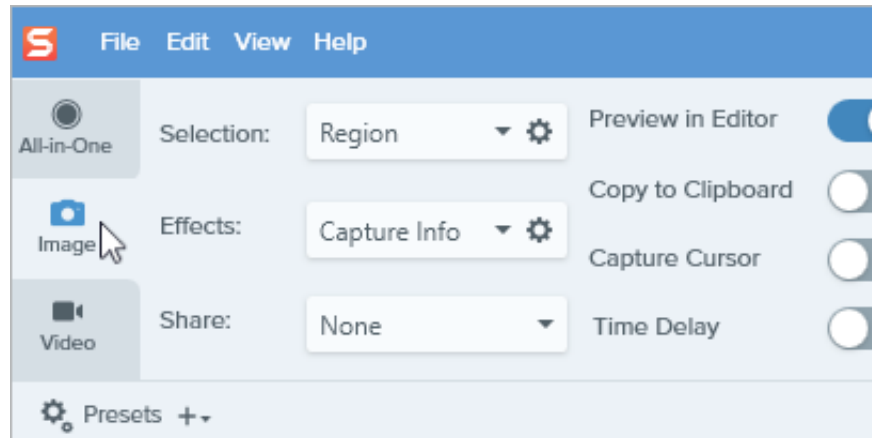 S File Edit View Help
All-in-One
Selection: Region
Preview in Editor
Copy to Clipboard
Image
Effects: Capture Info
Capture Cursor
Video
Share: None
Time Delay
Presets +